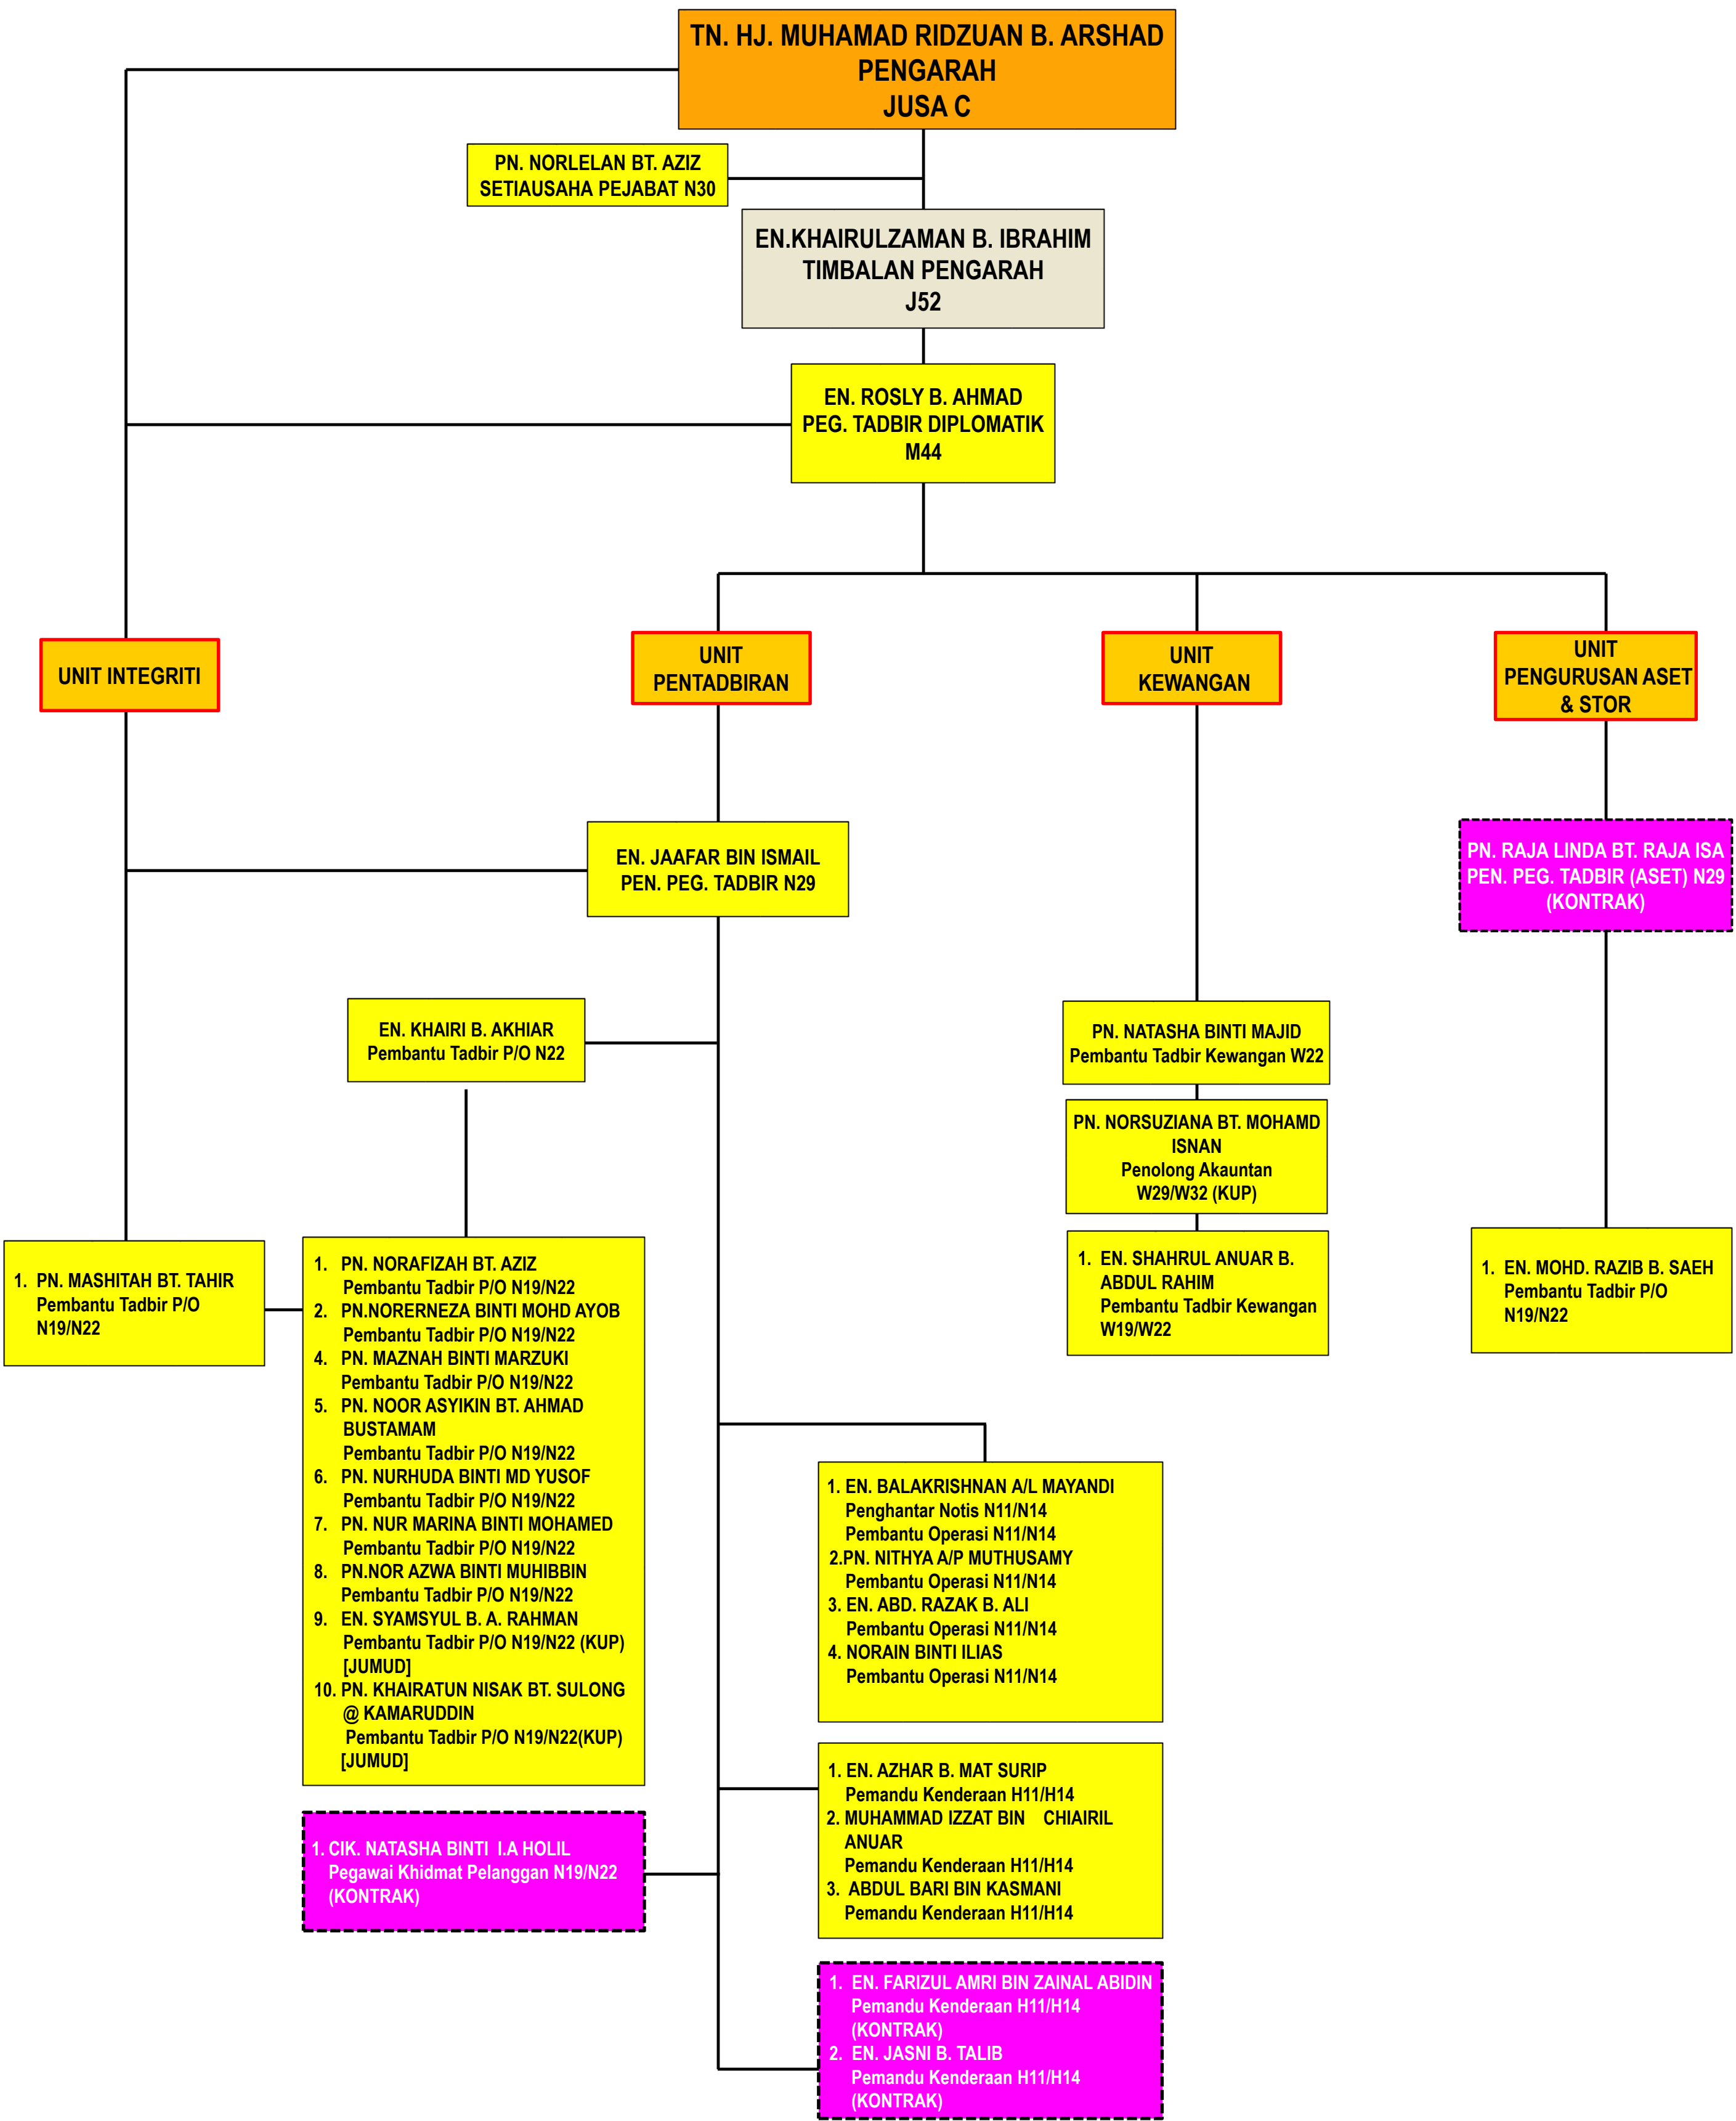 TN. HJ. MUHAMAD RIDZUAN B. ARSHAD
PENGARAH
JUSA C
PN. NORLELAN BT. AZIZ
SETIAUSAHA PEJABAT N30
EN.KHAIRULZAMAN B. IBRAHIM
TIMBALAN PENGARAH
J52
EN. ROSLY B. AHMAD
PEG. TADBIR DIPLOMATIK
M44
UNIT INTEGRITI
UNIT
PENTADBIRAN
UNIT
KEWANGAN
UNIT
PENGURUSAN ASET
& STOR
EN. JAAFAR BIN ISMAIL
PEN. PEG. TADBIR N29
PN. RAJA LINDA BT. RAJA ISA
PEN. PEG. TADBIR (ASET) N29
(KONTRAK)
EN. KHAIRI B. AKHIAR
Pembantu Tadbir P/O N22
PN. NATASHA BINTI MAJID
Pembantu Tadbir Kewangan W22
PN. NORSUZIANA BT. MOHAMD
ISNAN
Penolong Akauntan
W29/W32 (KUP)
1. PN. MASHITAH BT. TAHIR
Pembantu Tadbir P/O
N19/N22
1. PN. NORAFIZAH BT. AZIZ
Pembantu Tadbir P/O N19/N22
2. PN.NORERNEZA BINTI MOHD AYOB
Pembantu Tadbir P/O N19/N22
4. PN. MAZNAH BINTI MARZUKI
Pembantu Tadbir P/O N19/N22
5. PN. NOOR ASYIKIN BT. AHMAD
BUSTAMAM
Pembantu Tadbir P/O N19/N22
6. PN. NURHUDA BINTI MD YUSOF
Pembantu Tadbir P/O N19/N22
7. PN. NUR MARINA BINTI MOHAMED
Pembantu Tadbir P/O N19/N22
8. PN.NOR AZWA BINTI MUHIBBIN
Pembantu Tadbir P/O N19/N22
9. EN. SYAMSYUL B. A. RAHMAN
Pembantu Tadbir P/O N19/N22 (KUP)
[JUMUD]
10. PN. KHAIRATUN NISAK BT. SULONG
@ KAMARUDDIN
Pembantu Tadbir P/O N19/N22(KUP)
[JUMUD]
1. EN. SHAHRUL ANUAR B.
ABDUL RAHIM
Pembantu Tadbir Kewangan
W19/W22
1. EN. MOHD. RAZIB B. SAEH
Pembantu Tadbir P/O
N19/N22
1. EN. BALAKRISHNAN A/L MAYANDI
Penghantar Notis N11/N14
Pembantu Operasi N11/N14
2.PN. NITHYA A/P MUTHUSAMY
Pembantu Operasi N11/N14
3. EN. ABD. RAZAK B. ALI
Pembantu Operasi N11/N14
4. NORAIN BINTI ILIAS
Pembantu Operasi N11/N14
1. EN. AZHAR B. MAT SURIP
Pemandu Kenderaan H11/H14
2. MUHAMMAD IZZAT BIN CHIAIRIL
ANUAR
Pemandu Kenderaan H11/H14
3. ABDUL BARI BIN KASMANI
Pemandu Kenderaan H11/H14
1. CIK. NATASHA BINTI I.A HOLIL
Pegawai Khidmat Pelanggan N19/N22
(KONTRAK)
1. EN. FARIZUL AMRI BIN ZAINAL ABIDIN
Pemandu Kenderaan H11/H14
(KONTRAK)
2. EN. JASNI B. TALIB
Pemandu Kenderaan H11/H14
(KONTRAK)